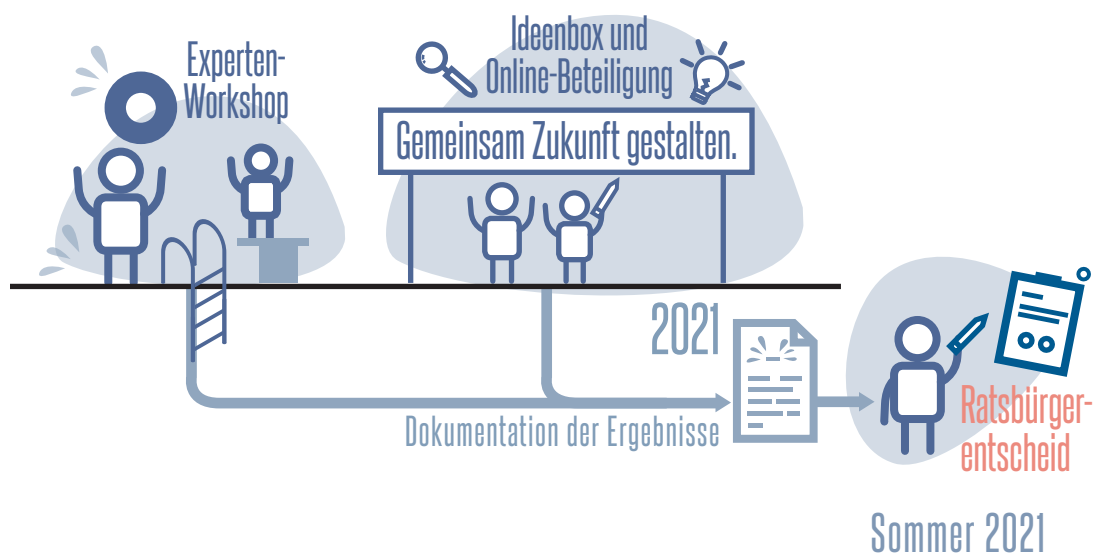 Experten-
Workshop
Ideenbox und
Online-Beteiligung
Gemeinsam Zukunft gestalten.
2021
Dokumentation der Ergebnisse
Ratsbürger-
entscheid
Sommer 2021